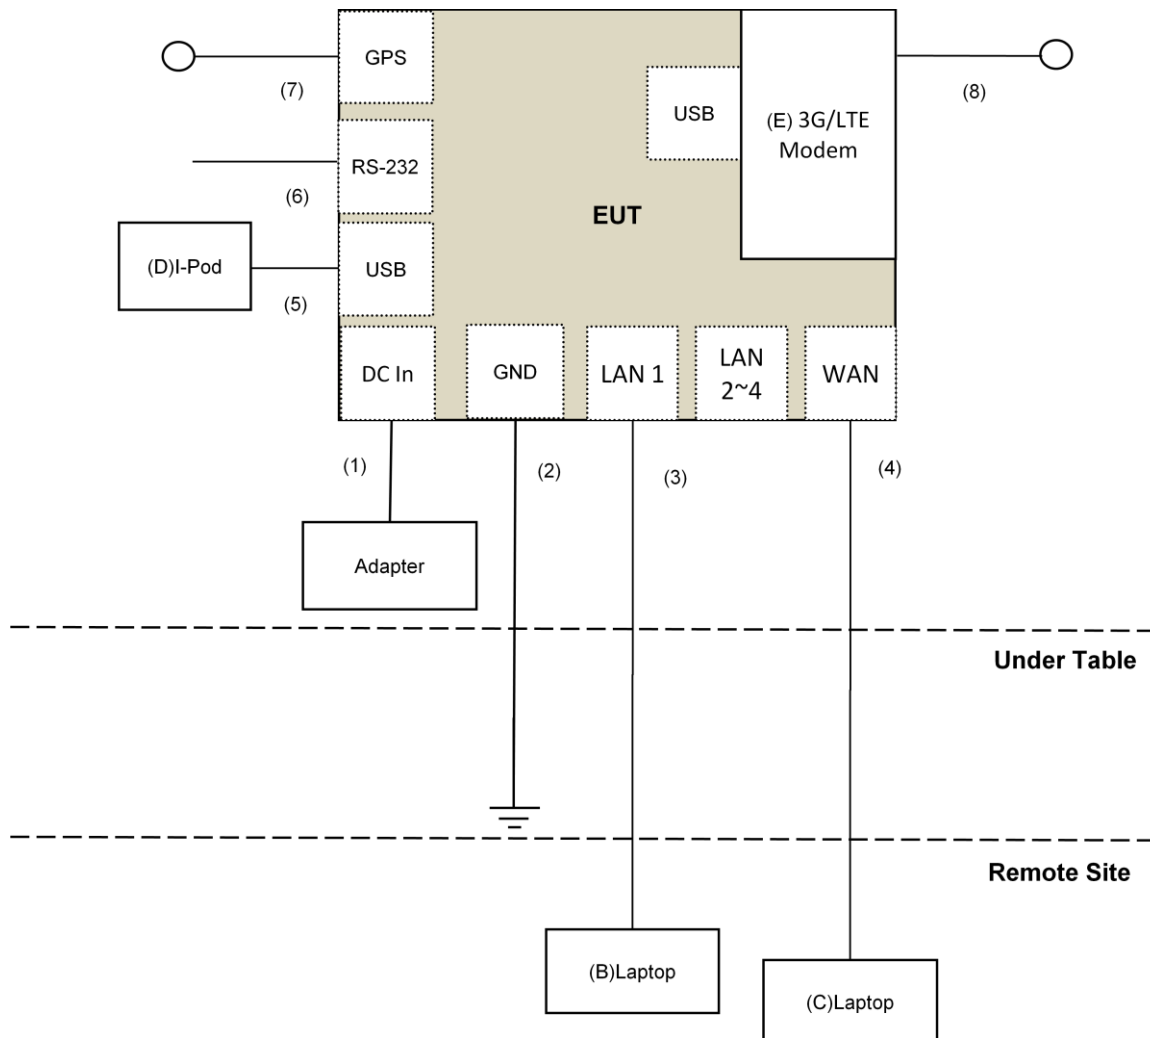 GPS
(7)
USB
(E) 3G/LTE
Modem
(8)
RS-232
(6)
EUT
(D)I-Pod
USB
(5)
DC In
GND
LAN 1
LAN
2~4
WAN
(1)
(2)
(3)
(4)
Adapter
Under Table
Remote Site
(B)Laptop
(C)Laptop